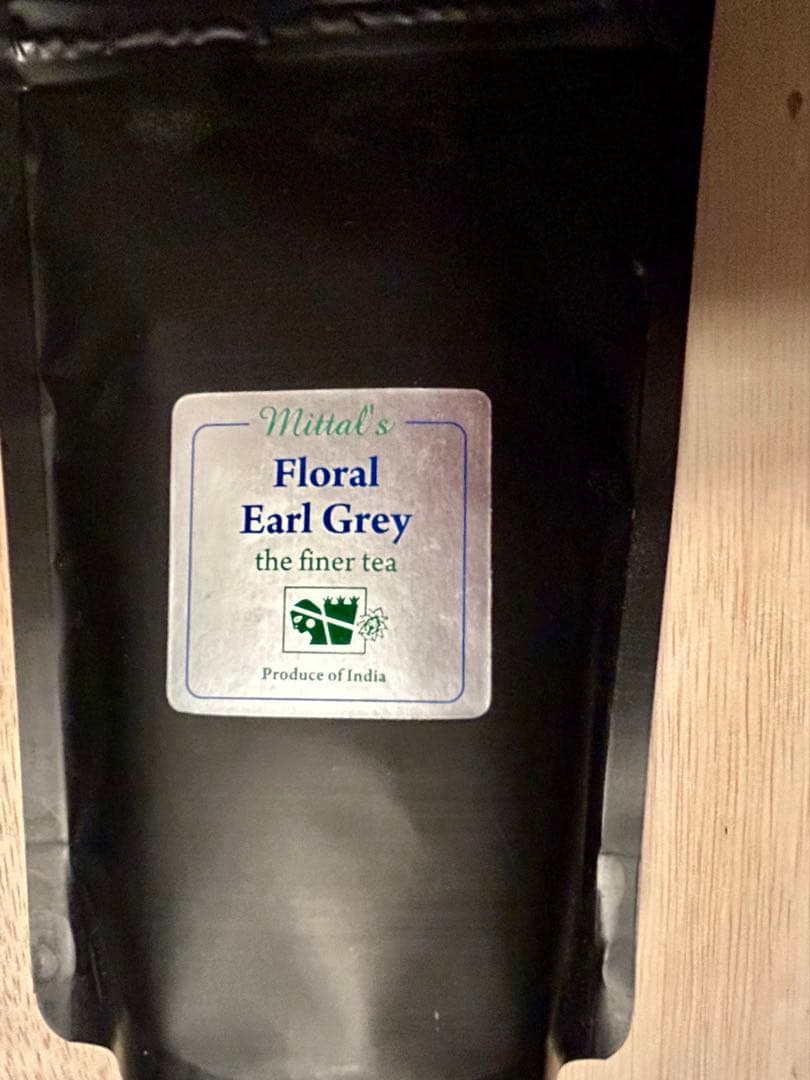 Mittal's
Floral
Earl Grey
the finer tea
Produce of India